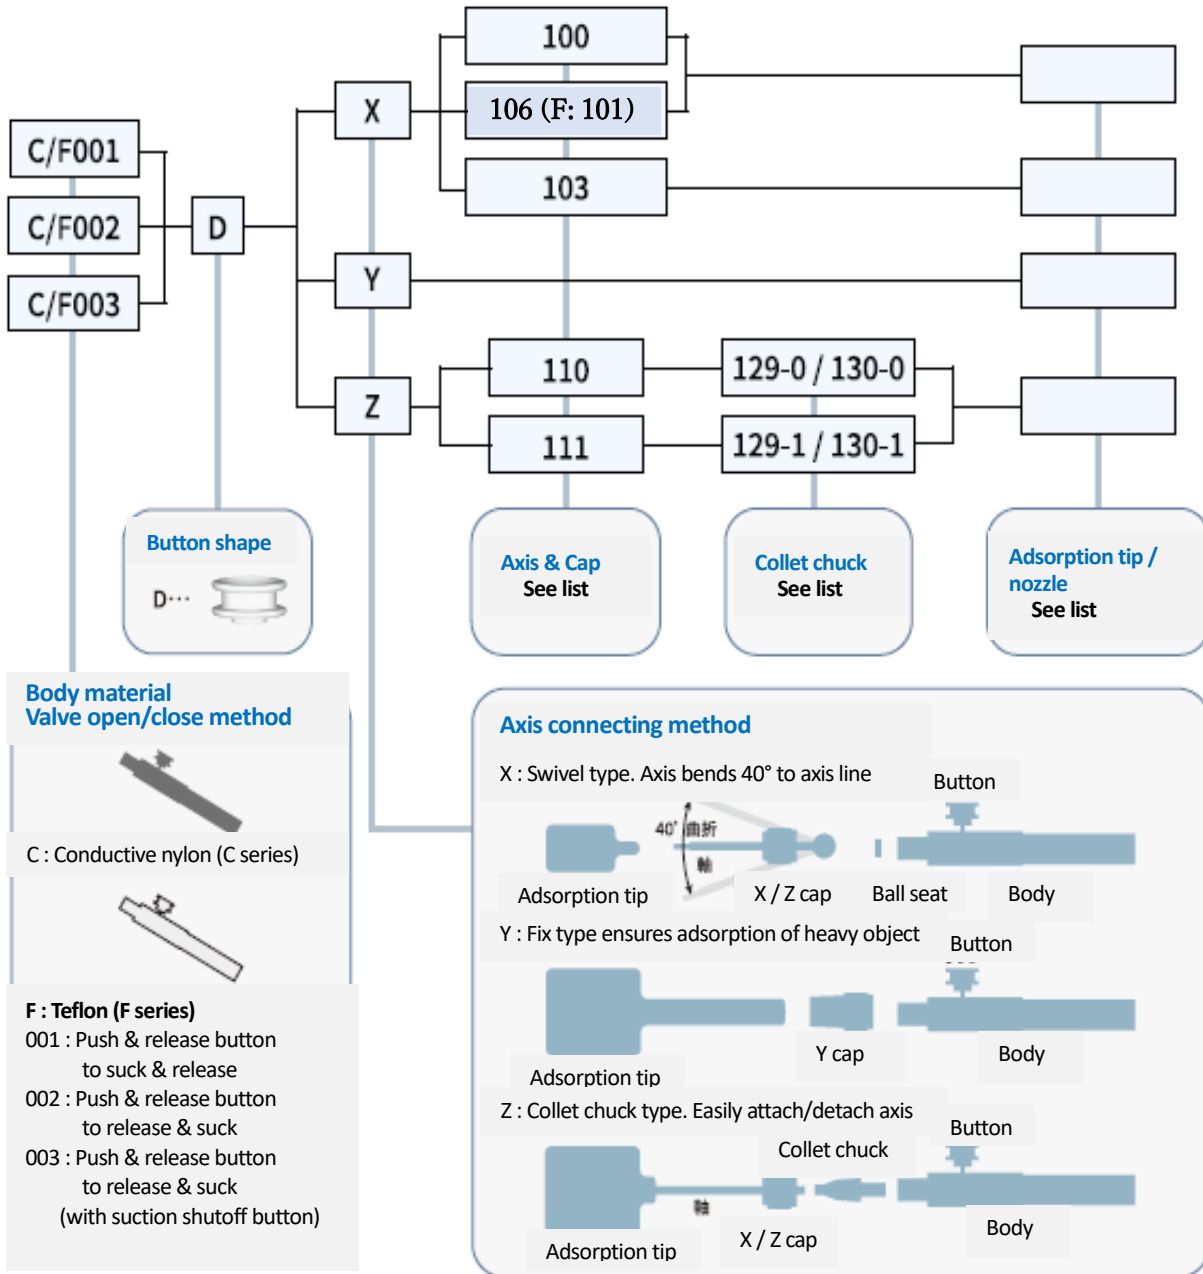 100
X
106 (F: 101)
C/F001
103
C/F002
D
Y
C/F003
110
129-0 / 130-0
Z
111
129-1 / 130-1
Button shape
D···
Axis & Cap
See list
Collet chuck
See list
Adsorption tip /
nozzle
See list
Body material
Valve open/close method
C : Conductive nylon (C series)
F : Teflon (F series)
001 : Push & release button
to suck & release
002 : Push & release button
to release & suck
003 : Push & release button
to release & suck
(with suction shutoff button)
Axis connecting method
X : Swivel type. Axis bends 40° to axis line
Button
40° 曲折
軸
Adsorption tip
X / Z cap
Ball seat
Body
Y : Fix type ensures adsorption of heavy object
Button
Y cap
Body
Adsorption tip
Z : Collet chuck type. Easily attach/detach axis
Button
Collet chuck
軸
Adsorption tip
X / Z cap
Body